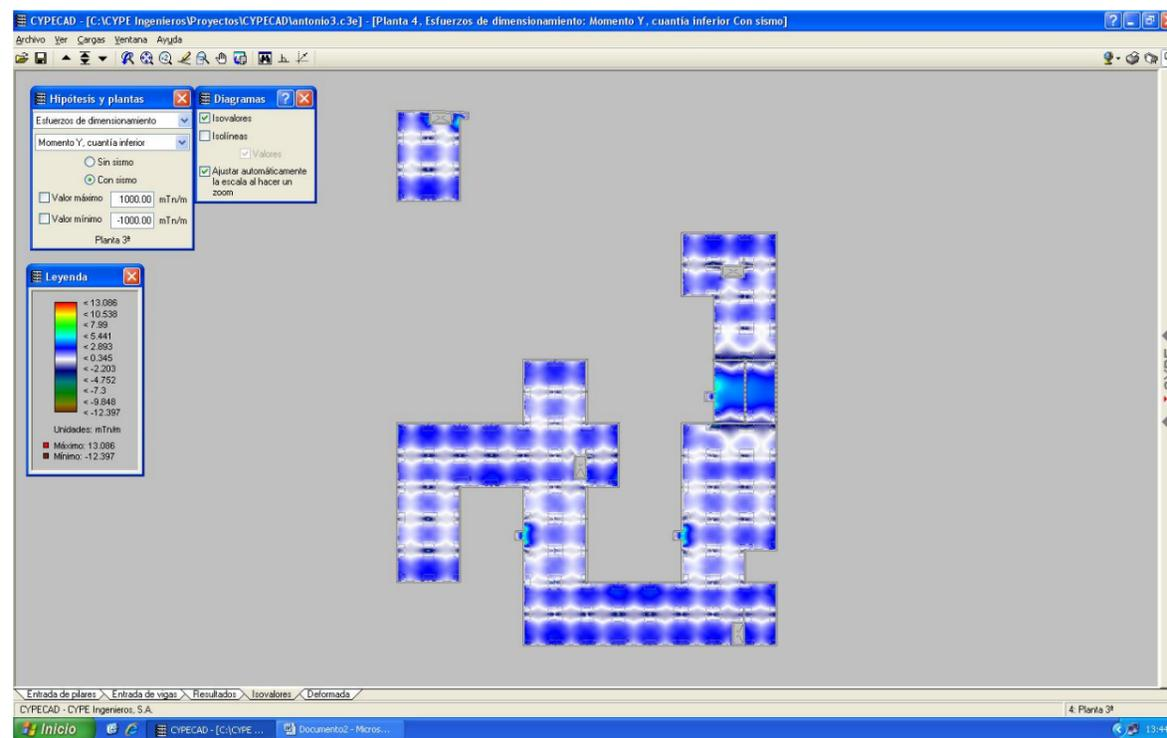 CYPECAD - [C:\CYPE Ingenieros\Proyectos\CYPECAD\antonio3.c3e] - [Planta 4, Esfuerzos de dimensionamiento: Momento Y, cuantía inferior Con sismo]
Archivo Ver Cargas Ventana Ayuda
Hipótesis y plantas
Esfuerzos de dimensionamiento
Momento Y, cuantía inferior
Sin sismo
Con sismo
Valor máximo 1000.00 mTn/m
Valor mínimo -1000.00 mTn/m
Planta 3ª
Diagramas
Isovalores
Isolíneas
Valores
Ajustar automáticamente
la escala al hacer un
zoom
Leyenda
< 13.086
< 10.538
< 7.99
< 5.441
< 2.893
< 0.345
< -2.203
< -4.752
< -7.3
< -9.848
< -12.397
Unidades: mTn/m
Máximo: 13.086
Mínimo: -12.397
Entrada de pilares Entrada de vigas Resultados Isovalores Deformada
CYPECAD - CYPE Ingenieros, S.A. 4: Planta 3ª
Inicio CYPECAD - [C:\CYPE ... Documento2 - Micros... 13:44